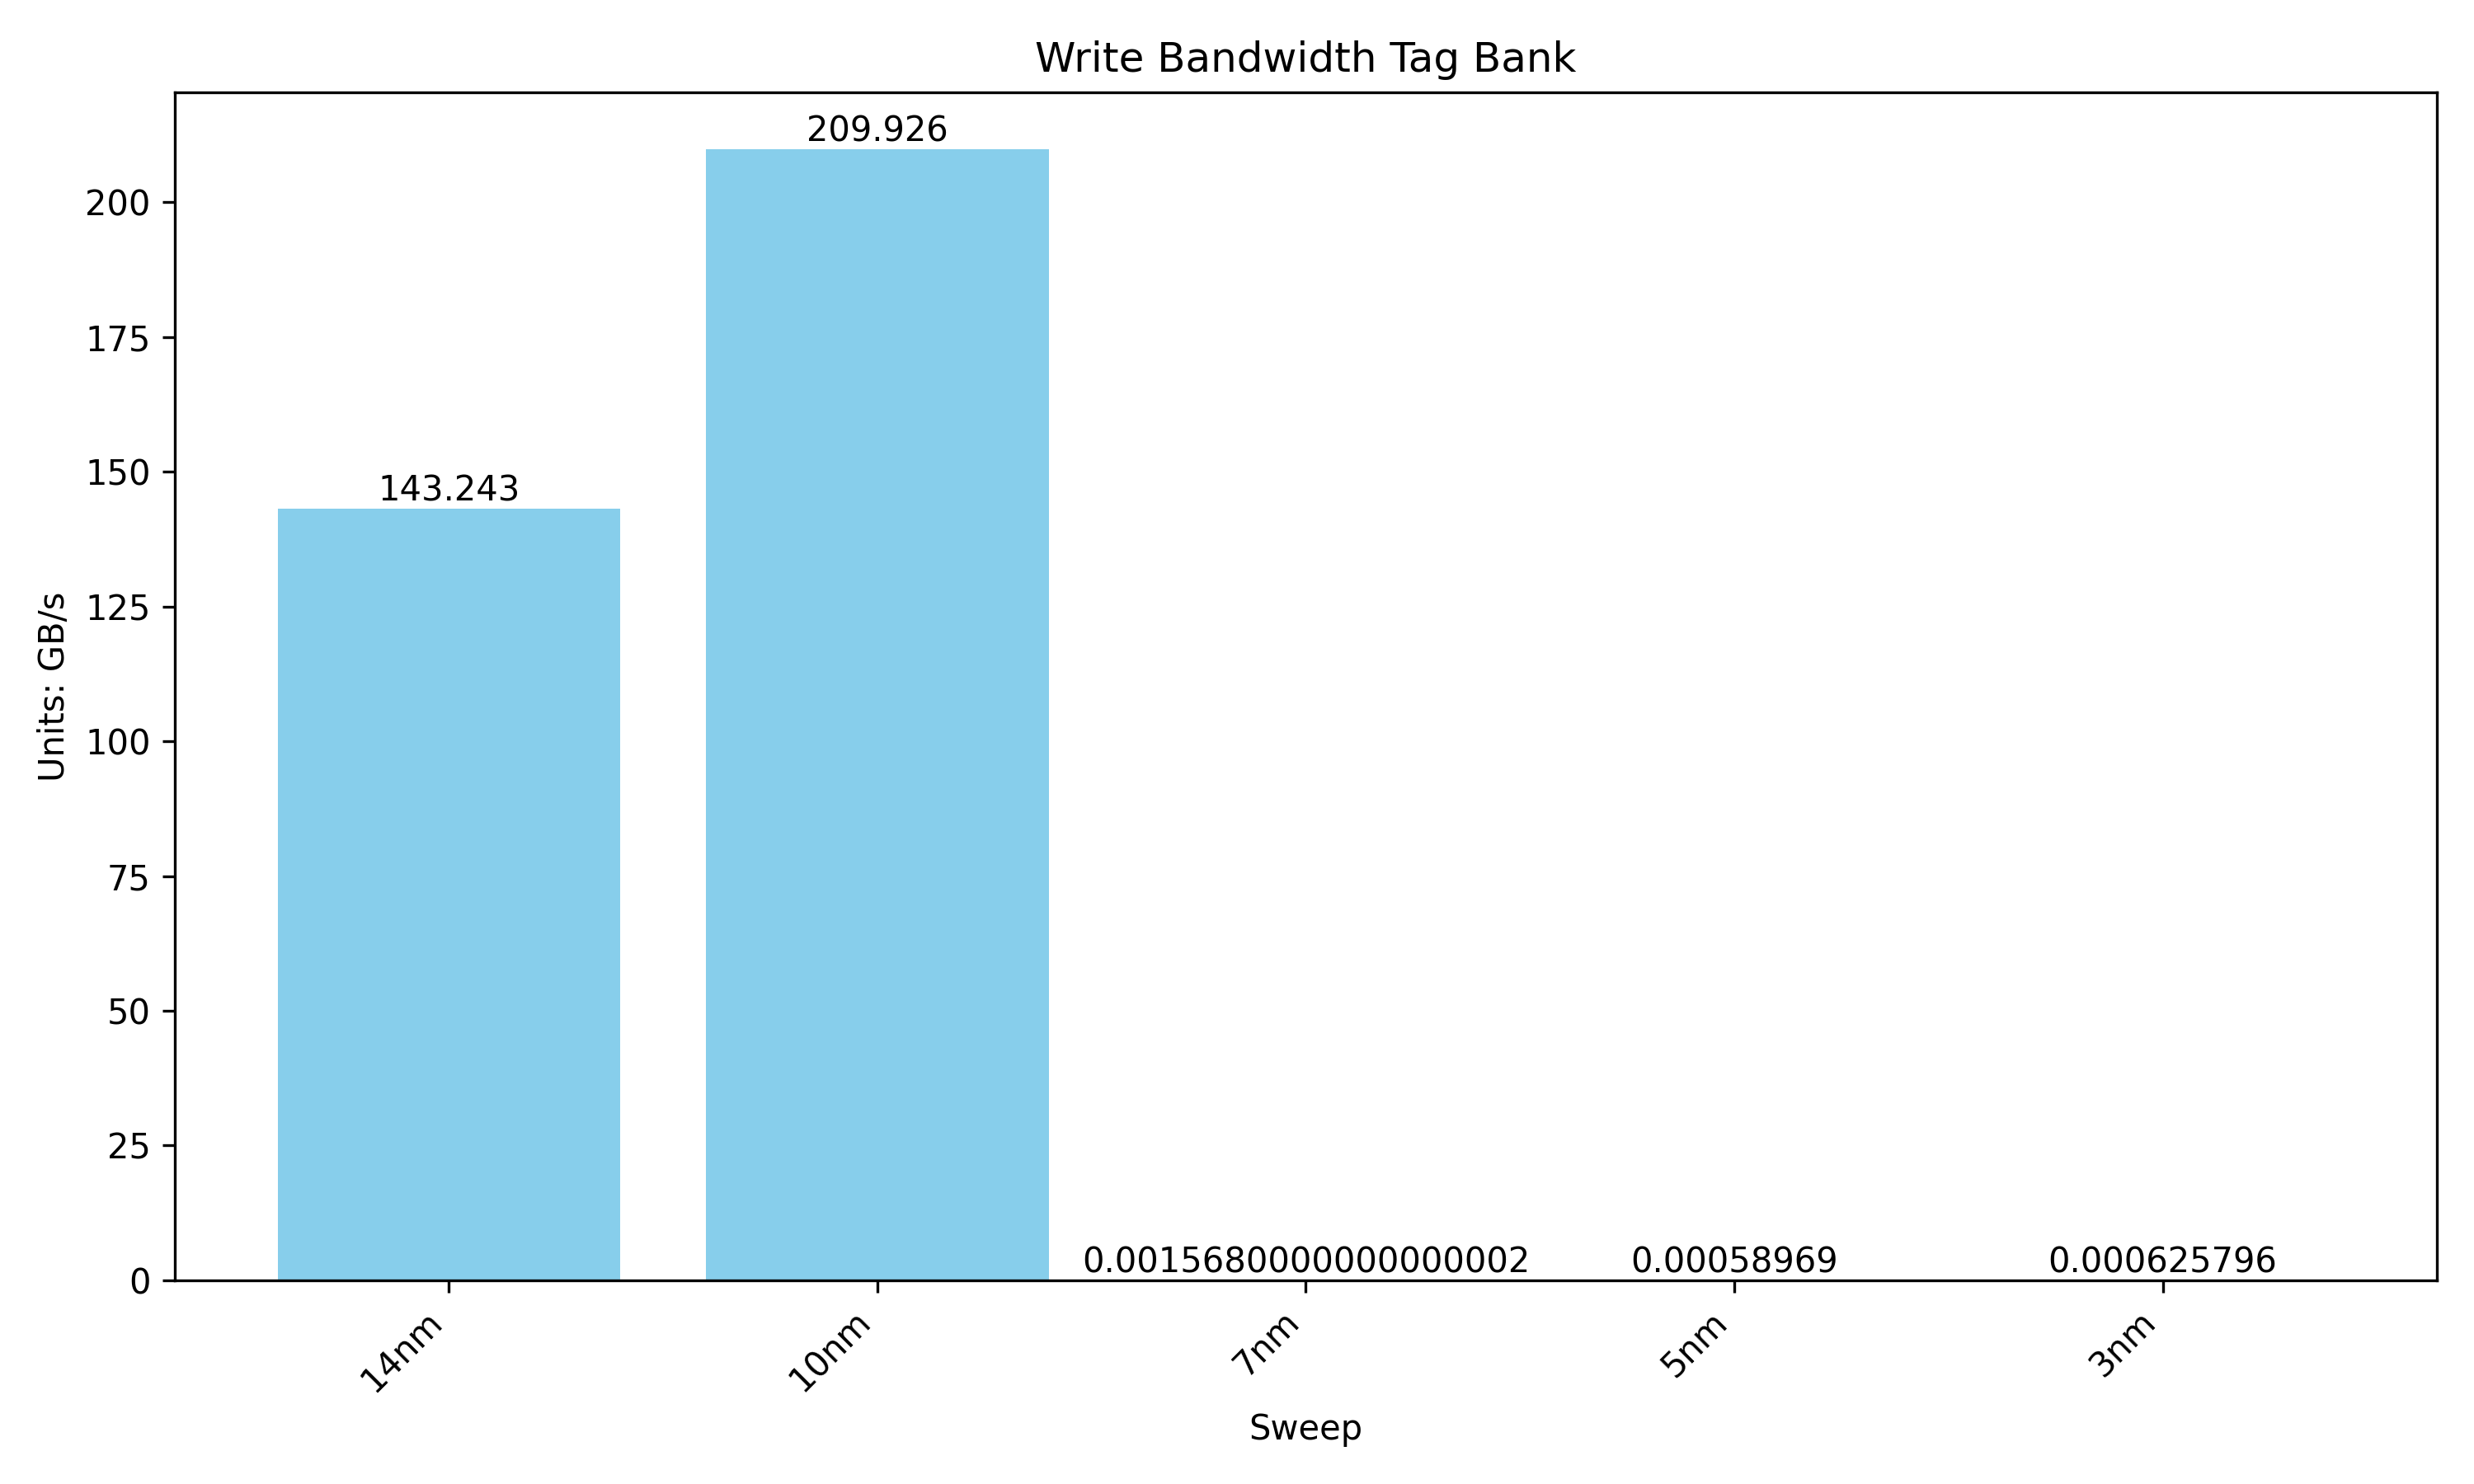 Write Bandwidth Tag Bank
209.926
143.243
0.0015680000000000002
0.00058969
0.000625796
Units: GB/s
200
175
150
125
100
75
50
25
0
14nm
10nm
7nm
5nm
3nm
Sweep